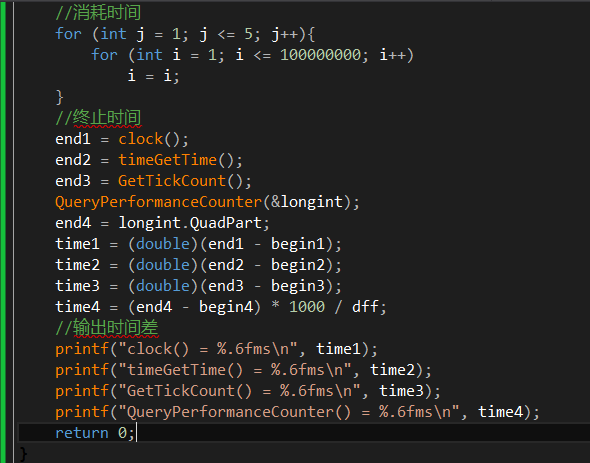 //消耗时间
for (int j = 1; j <= 5; j++){
for (int i = 1; i <= 100000000; i++)
i = i;
}
//终止时间
end1 = clock();
end2 = timeGetTime();
end3 = GetTickCount();
QueryPerformanceCounter(&longint);
end4 = longint.QuadPart;
time1 = (double)(end1 - begin1);
time2 = (double)(end2 - begin2);
time3 = (double)(end3 - begin3);
time4 = (end4 - begin4) * 1000 / dff;
//输出时间差
printf("clock() = %.6fms\n", time1);
printf("timeGetTime() = %.6fms\n", time2);
printf("GetTickCount() = %.6fms\n", time3);
printf("QueryPerformanceCounter() = %.6fms\n", time4);
return 0;
}